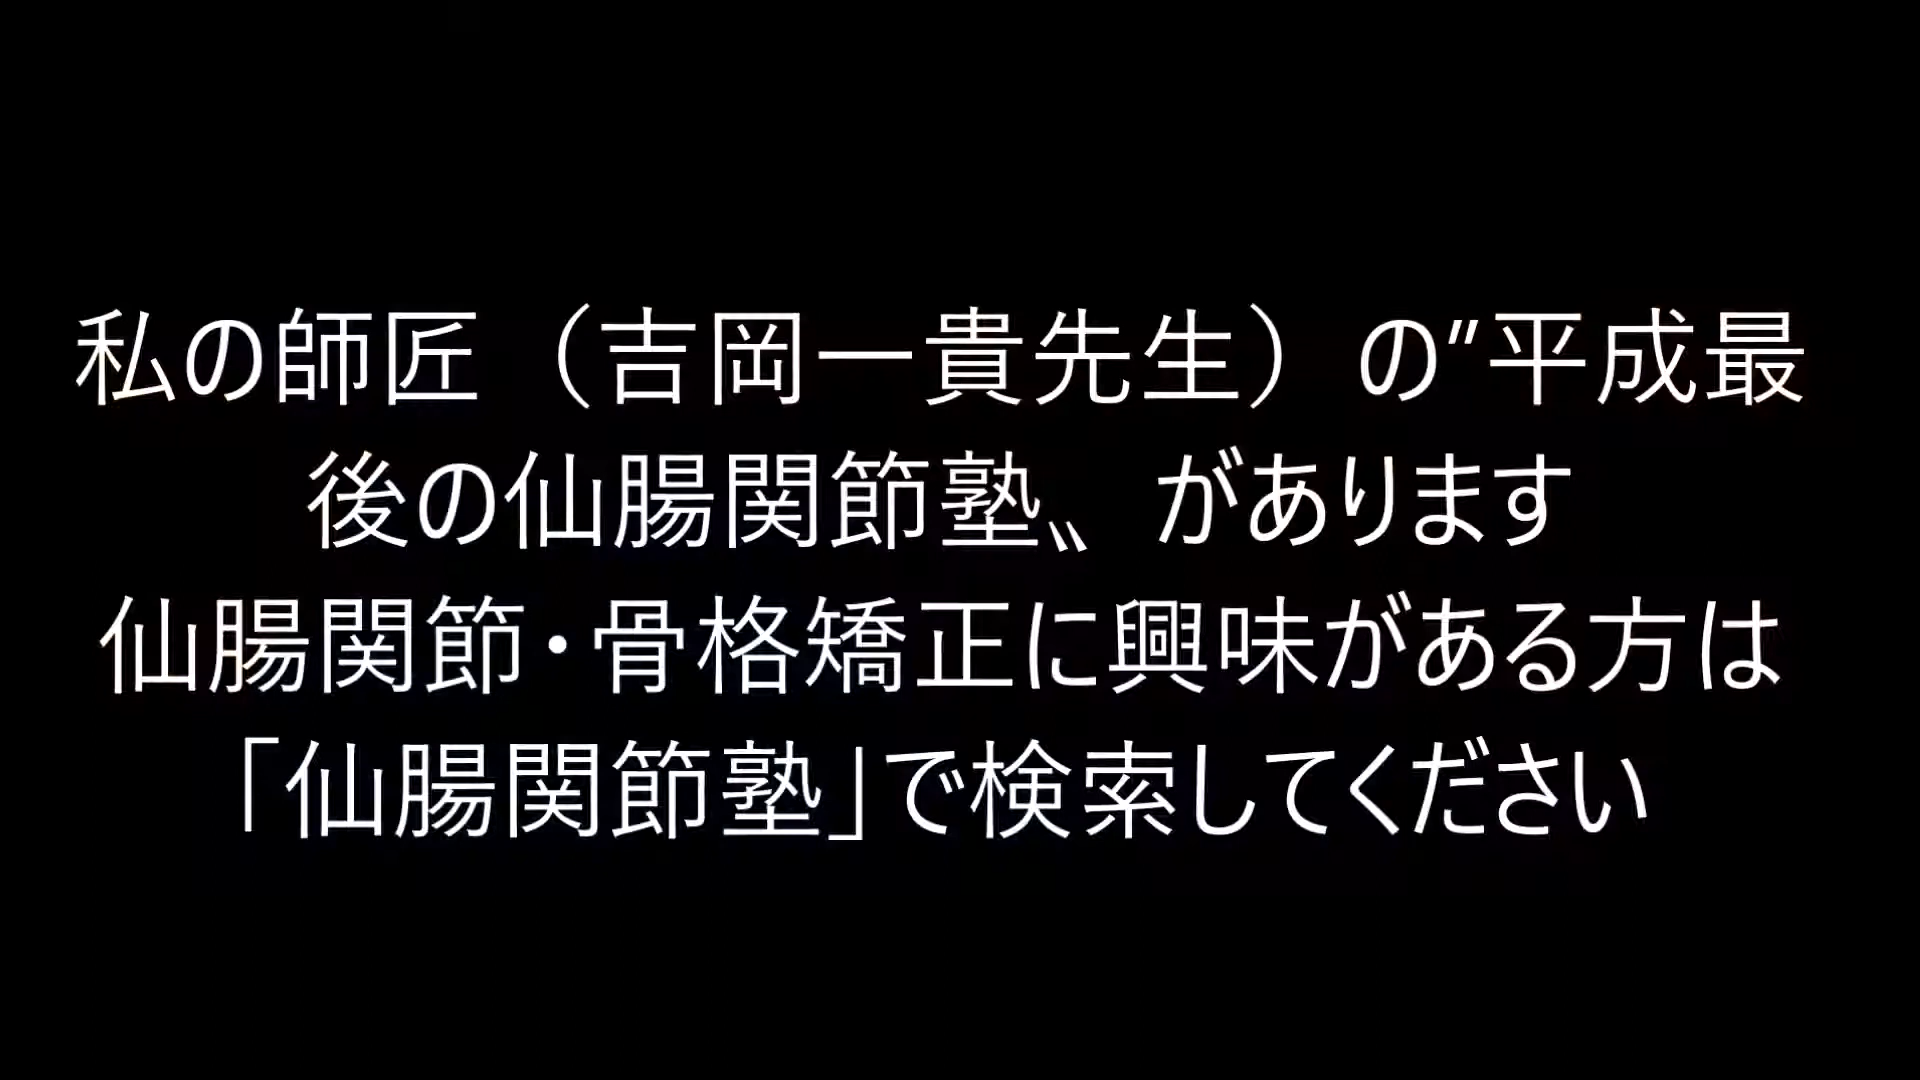 私の師匠（吉岡一貴先生）の″平成最
後の仙腸関節塾〟があります
仙腸関節･骨格矯正に興味がある方は
｢仙腸関節塾｣で検索してください